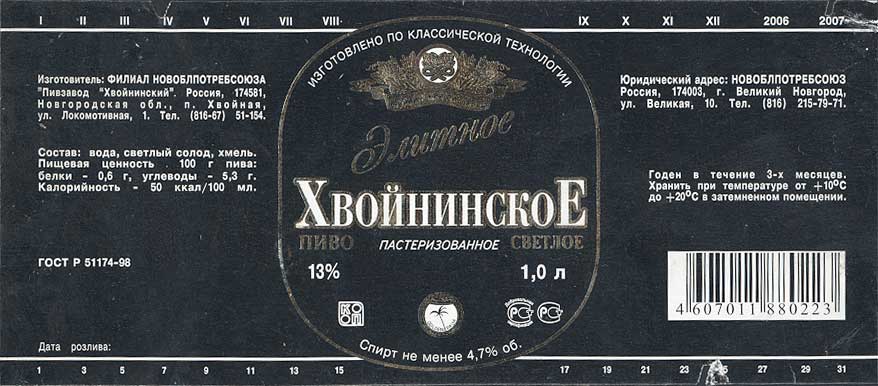 I II III IV V VI VII VIII IX X XI XII 2006 2007
Изготовитель: ФИЛИАЛ НОВОБЛПОТРЕБСОЮЗА
"Пивзавод "Хвойнинский". Россия, 174581,
Новгородская обл., п. Хвойная,
ул. Локомотивная, 1. Тел. (816-67) 51-154.
Состав: вода, светлый солод, хмель.
Пищевая ценность 100 г пива:
белки - 0,6 г, углеводы - 5,3 г.
Калорийность - 50 ккал/100 мл.
ГОСТ Р 51174-98
Дата розлива:
ИЗГОТОВЛЕНО ПО КЛАССИЧЕСКОЙ ТЕХНОЛОГИИ
Элитное
ХВОЙНИНСКОЕ
ПИВО ПАСТЕРИЗОВАННОЕ СВЕТЛОЕ
13% 1,0 л
КООП
Спирт не менее 4,7% об.
Юридический адрес: НОВОБЛПОТРЕБСОЮЗ
Россия, 174003, г. Великий Новгород,
ул. Великая, 10. Тел. (816) 215-79-71.
Годен в течение 3-х месяцев.
Хранить при температуре от +10°С
до +20°С в затемненном помещении.
4 607011 880223
1 3 5 7 9 11 13 15 17 19 21 23 25 27 29 31